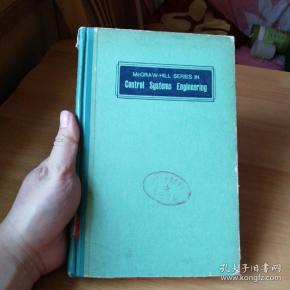 McGRAW-HILL SERIES IN
Control Systems Engineering
孔夫子旧书网